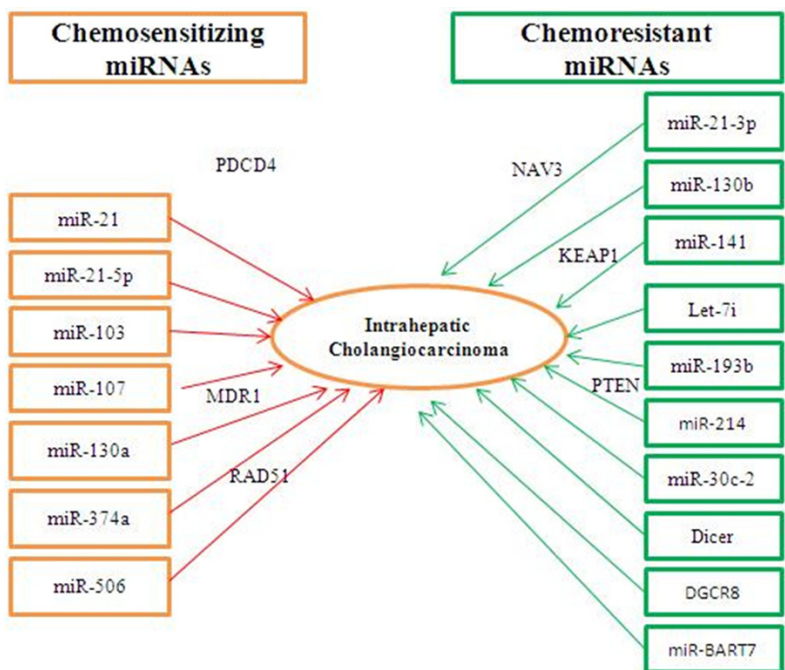 Chemosensitizing
miRNAs
Chemoresistant
miRNAs
PDCD4
miR-21
miR-21-5p
miR-103
miR-107
miR-130a
miR-374a
miR-506
MDR1
RAD51
Intrahepatic
Cholangiocarcinoma
NAV3
KEAP1
PTEN
miR-21-3p
miR-130b
miR-141
Let-7i
miR-193b
miR-214
miR-30c-2
Dicer
DGCR8
miR-BART7